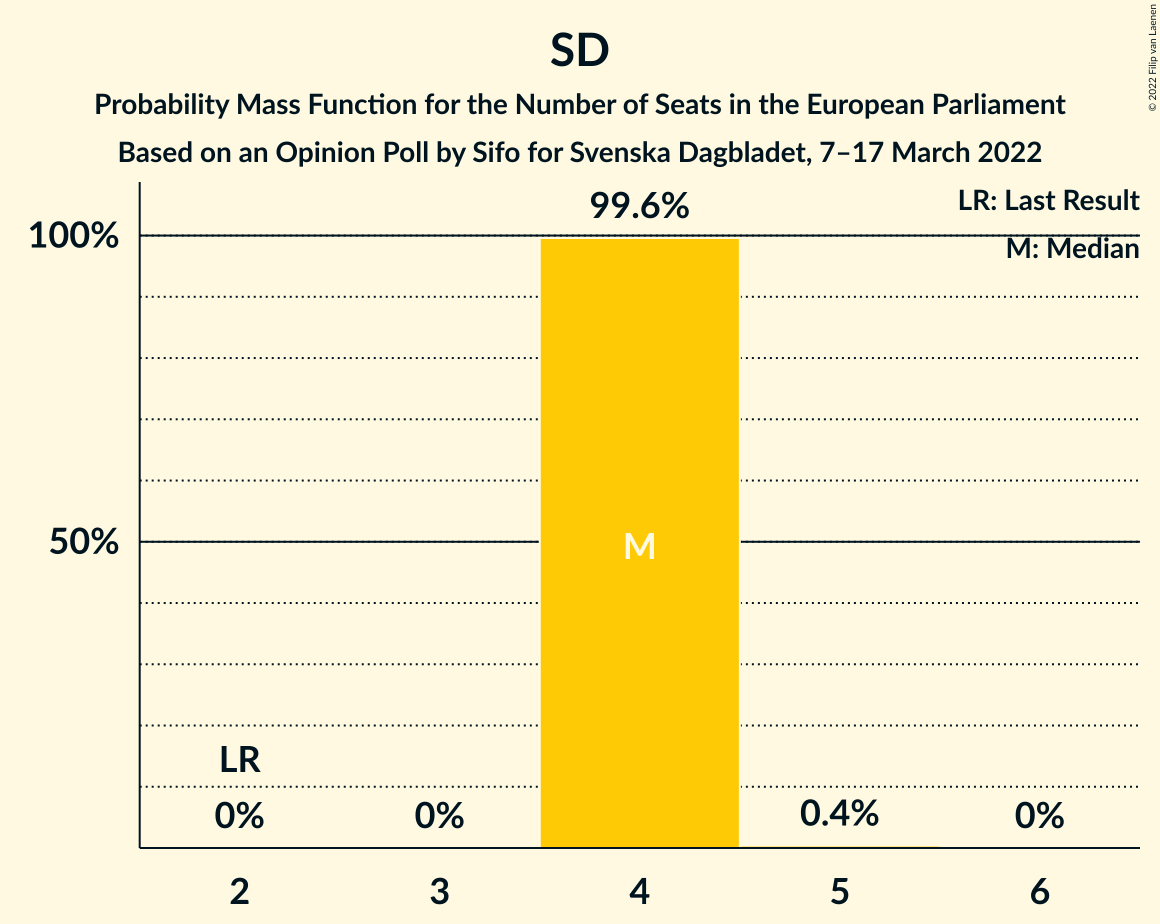 SD
Probability Mass Function for the Number of Seats in the European Parliament
Based on an Opinion Poll by Sifo for Svenska Dagbladet, 7–17 March 2022
© 2022 Filip van Laenen
LR: Last Result
M: Median
99.6%
100%
50%
M
LR
0%
0%
0.4%
0%
2
3
4
5
6